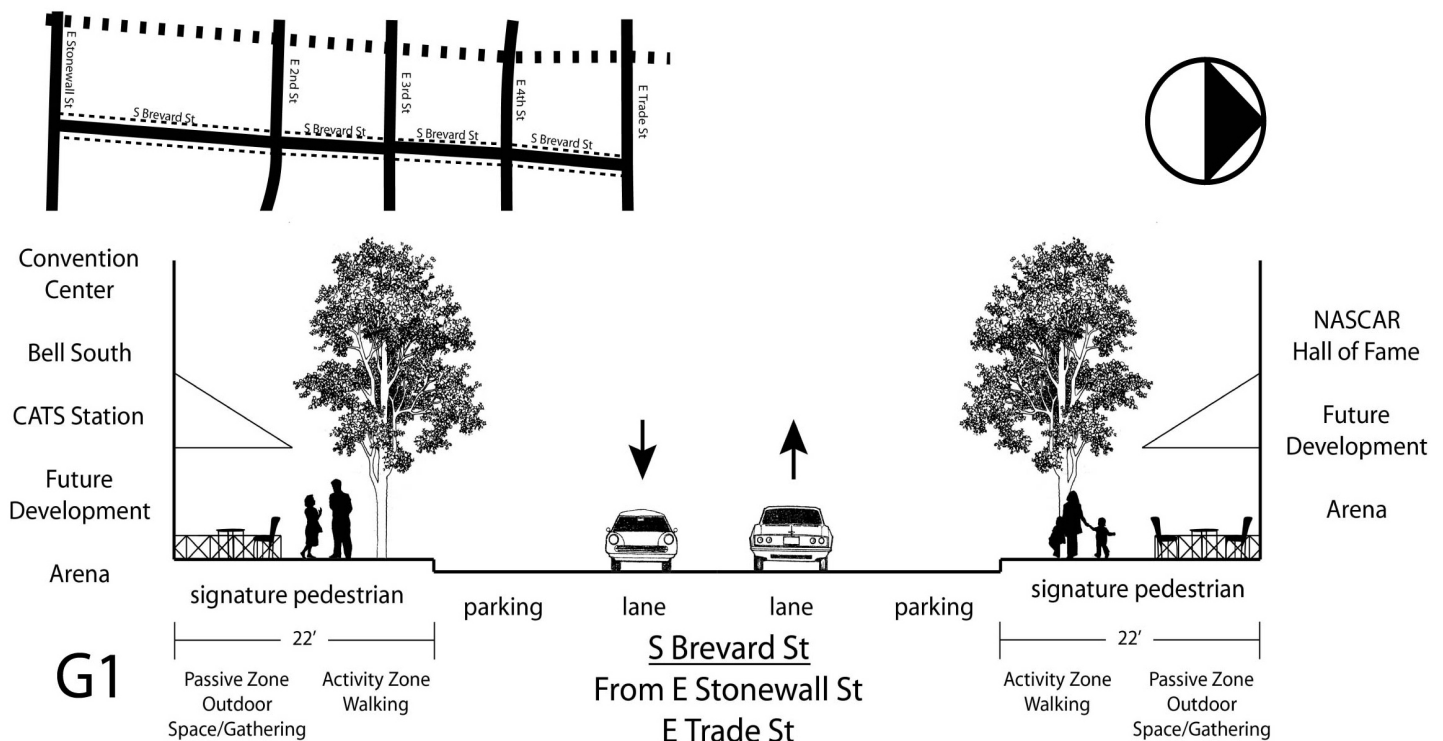 E Stonewall St
E 2nd St
E 3rd St
E 4th St
E Trade St
S Brevard St
S Brevard St
S Brevard St
S Brevard St
Convention
Center
Bell South
CATS Station
Future
Development
Arena
NASCAR
Hall of Fame
Future
Development
Arena
signature pedestrian
parking
lane
lane
parking
signature pedestrian
22'
22'
G1
Passive Zone
Outdoor
Space/Gathering
Activity Zone
Walking
S Brevard St
From E Stonewall St
E Trade St
Activity Zone
Walking
Passive Zone
Outdoor
Space/Gathering